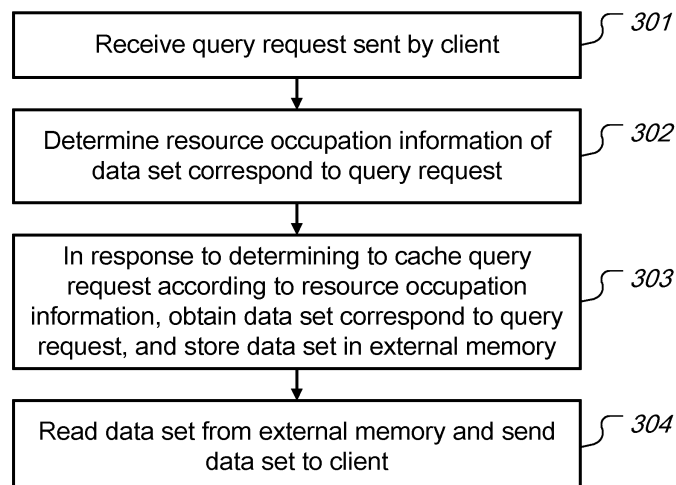 Receive query request sent by client
301
Determine resource occupation information of
data set correspond to query request
302
In response to determining to cache query
request according to resource occupation
information, obtain data set correspond to query
request, and store data set in external memory
303
Read data set from external memory and send
data set to client
304